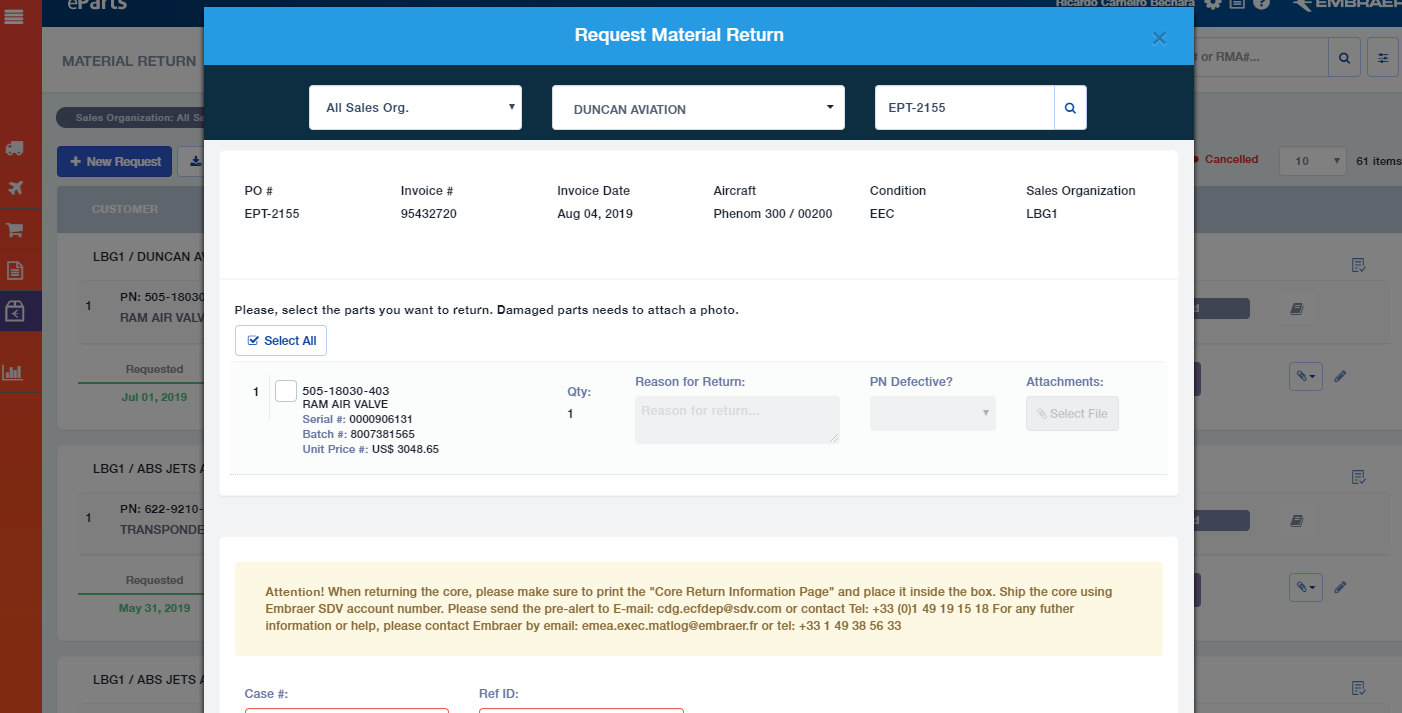 eParts
Ricardo Carneiro Bechara
EMBRAER
Request Material Return
×
MATERIAL RETURN
# or RMA#...
All Sales Org.
DUNCAN AVIATION
EPT-2155
Sales Organization: All Sa
New Request
Cancelled
10
61 items
CUSTOMER
PO #
Invoice #
Invoice Date
Aircraft
Condition
Sales Organization
EPT-2155
95432720
Aug 04, 2019
Phenom 300 / 00200
EEC
LBG1
LBG1 / DUNCAN AV
1
PN: 505-18030
RAM AIR VALV
d
Requested
Jul 01, 2019
Please, select the parts you want to return. Damaged parts needs to attach a photo.
Select All
1
505-18030-403
RAM AIR VALVE
Serial #: 0000906131
Batch #: 8007381565
Unit Price #: US$ 3048.65
Qty:
1
Reason for Return:
Reason for return...
PN Defective?
Attachments:
Select File
LBG1 / ABS JETS A
1
PN: 622-9210-
TRANSPONDE
d
Requested
May 31, 2019
Attention! When returning the core, please make sure to print the "Core Return Information Page" and place it inside the box. Ship the core using
Embraer SDV account number. Please send the pre-alert to E-mail: cdg.ecfdep@sdv.com or contact Tel: +33 (0)1 49 19 15 18 For any futher
information or help, please contact Embraer by email: emea.exec.matlog@embraer.fr or tel: +33 1 49 38 56 33
LBG1 / ABS JETS A
Case #:
Ref ID: